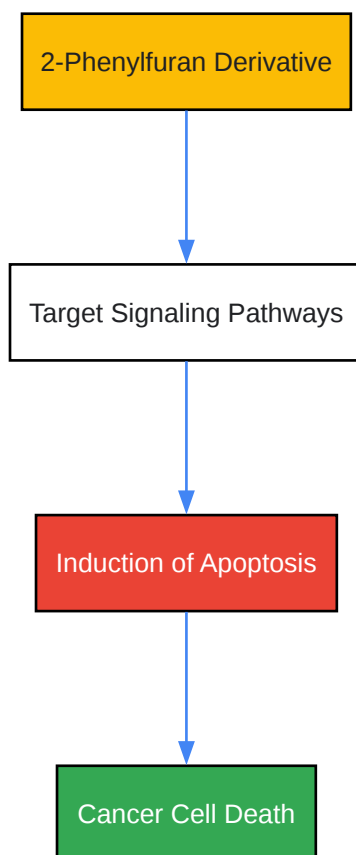 2-Phenylfuran Derivative
Target Signaling Pathways
Induction of Apoptosis
Cancer Cell Death